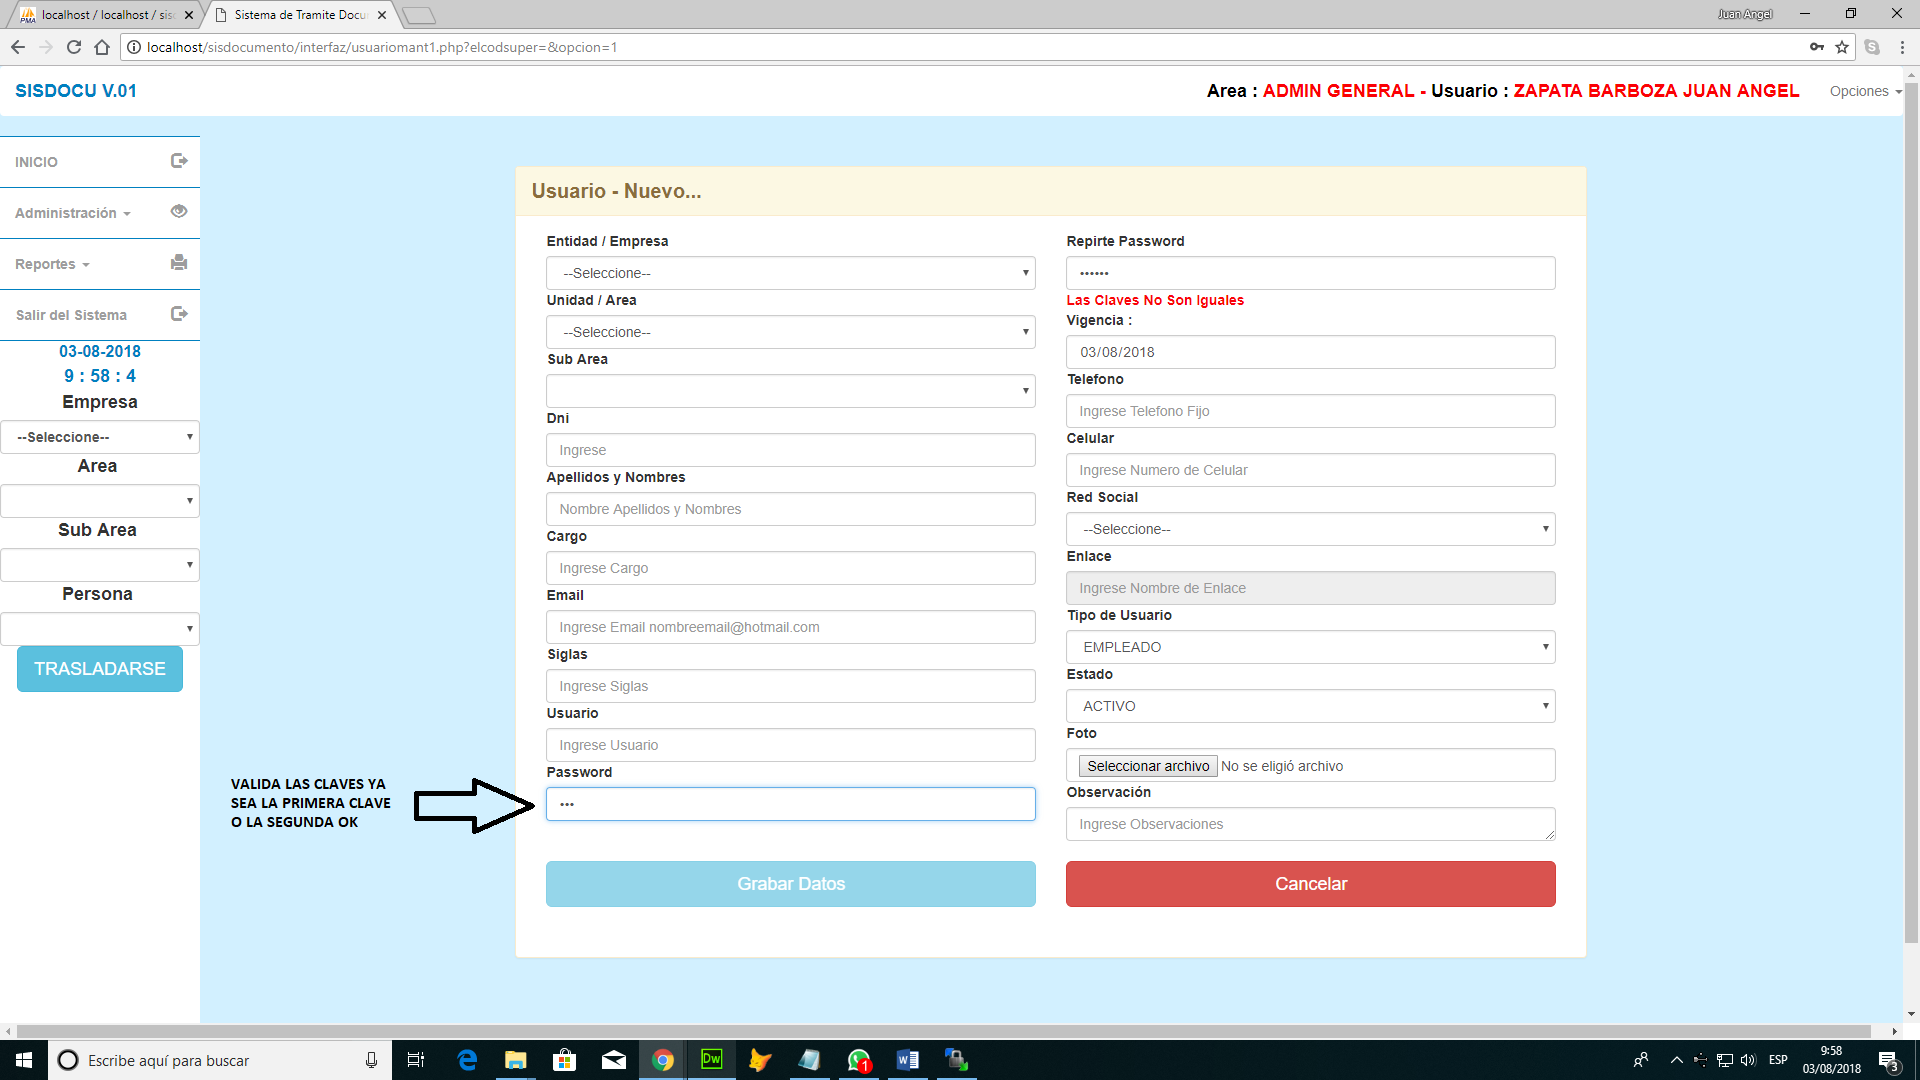 localhost / localhost / sis
Sistema de Tramite Docu
Juan Angel
localhost/sisdocumento/interfaz/usuariomant1.php?elcodsuper=&opcion=1
SISDOCU V.01
Area : ADMIN GENERAL - Usuario : ZAPATA BARBOZA JUAN ANGEL
Opciones
INICIO
Administración
Reportes
Salir del Sistema
03-08-2018
9 : 58 : 4
Empresa
--Seleccione--
Area
Sub Area
Persona
TRASLADARSE
VALIDA LAS CLAVES YA
SEA LA PRIMERA CLAVE
O LA SEGUNDA OK
Usuario - Nuevo...
Entidad / Empresa
--Seleccione--
Unidad / Area
--Seleccione--
Sub Area
Dni
Ingrese
Apellidos y Nombres
Nombre Apellidos y Nombres
Cargo
Ingrese Cargo
Email
Ingrese Email nombreemail@hotmail.com
Siglas
Ingrese Siglas
Usuario
Ingrese Usuario
Password
•••
Grabar Datos
Repirte Password
••••••
Las Claves No Son Iguales
Vigencia :
03/08/2018
Telefono
Ingrese Telefono Fijo
Celular
Ingrese Numero de Celular
Red Social
--Seleccione--
Enlace
Ingrese Nombre de Enlace
Tipo de Usuario
EMPLEADO
Estado
ACTIVO
Foto
Seleccionar archivo No se eligió archivo
Observación
Ingrese Observaciones
Cancelar
Escribe aquí para buscar
Dw
1
ESP
9:58
03/08/2018
3